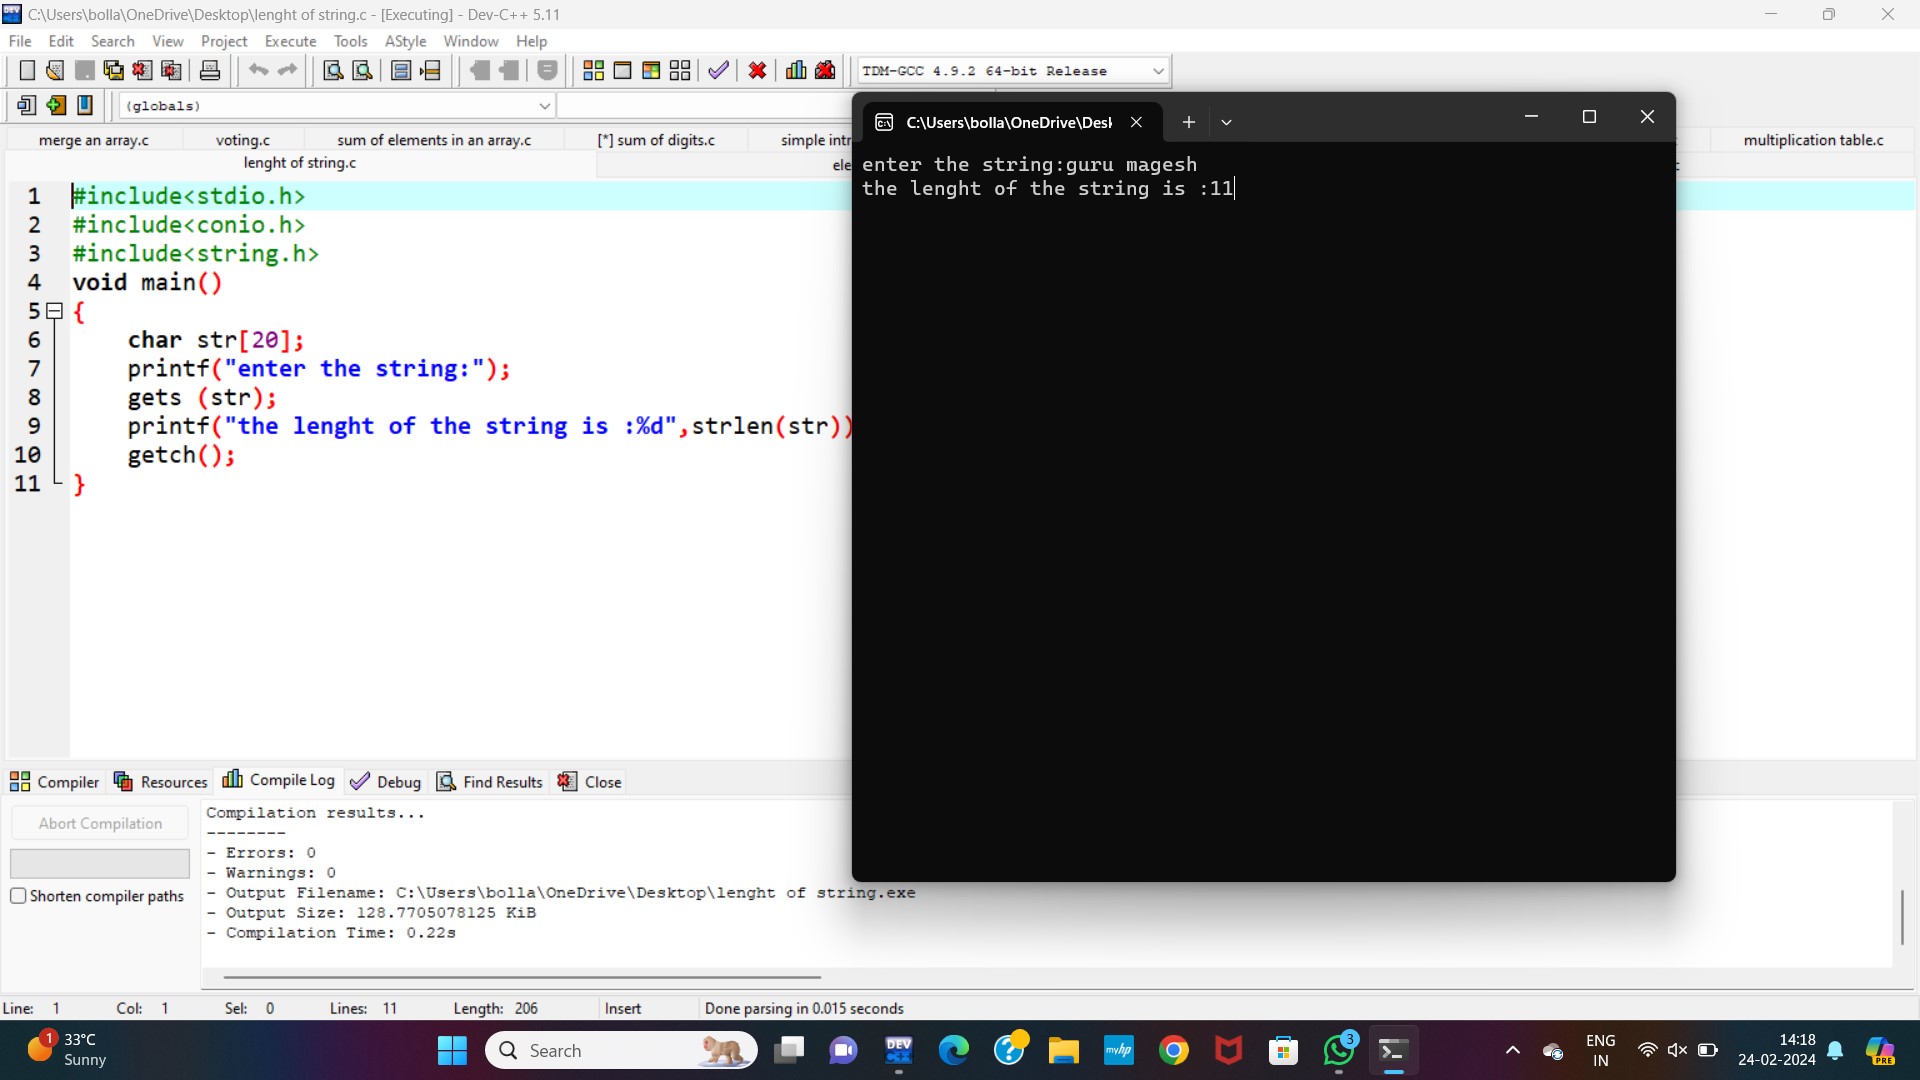 C:\Users\bolla\OneDrive\Desktop\lenght of string.c - [Executing] - Dev-C++ 5.11
File Edit Search View Project Execute Tools AStyle Window Help
TDM-GCC 4.9.2 64-bit Release
(globals)
merge an array.c voting.c sum of elements in an array.c [*] sum of digits.c simple multiplication table.c
lenght of string.c
1 #include<stdio.h>
2 #include<conio.h>
3 #include<string.h>
4 void main()
5 {
6 char str[20];
7 printf("enter the string:");
8 gets (str);
9 printf("the lenght of the string is :%d",strlen(str))
10 getch();
11 }
C:\Users\bolla\OneDrive\Desk
enter the string:guru magesh
the lenght of the string is :11
Compiler Resources Compile Log Debug Find Results Close
Abort Compilation
Shorten compiler paths
Compilation results...
--------
- Errors: 0
- Warnings: 0
- Output Filename: C:\Users\bolla\OneDrive\Desktop\lenght of string.exe
- Output Size: 128.7705078125 KiB
- Compilation Time: 0.22s
Line: 1 Col: 1 Sel: 0 Lines: 11 Length: 206 Insert Done parsing in 0.015 seconds
1 33°C
Sunny
Search
DEV
C++
myhp
3
ENG
IN
14:18
24-02-2024
PRE